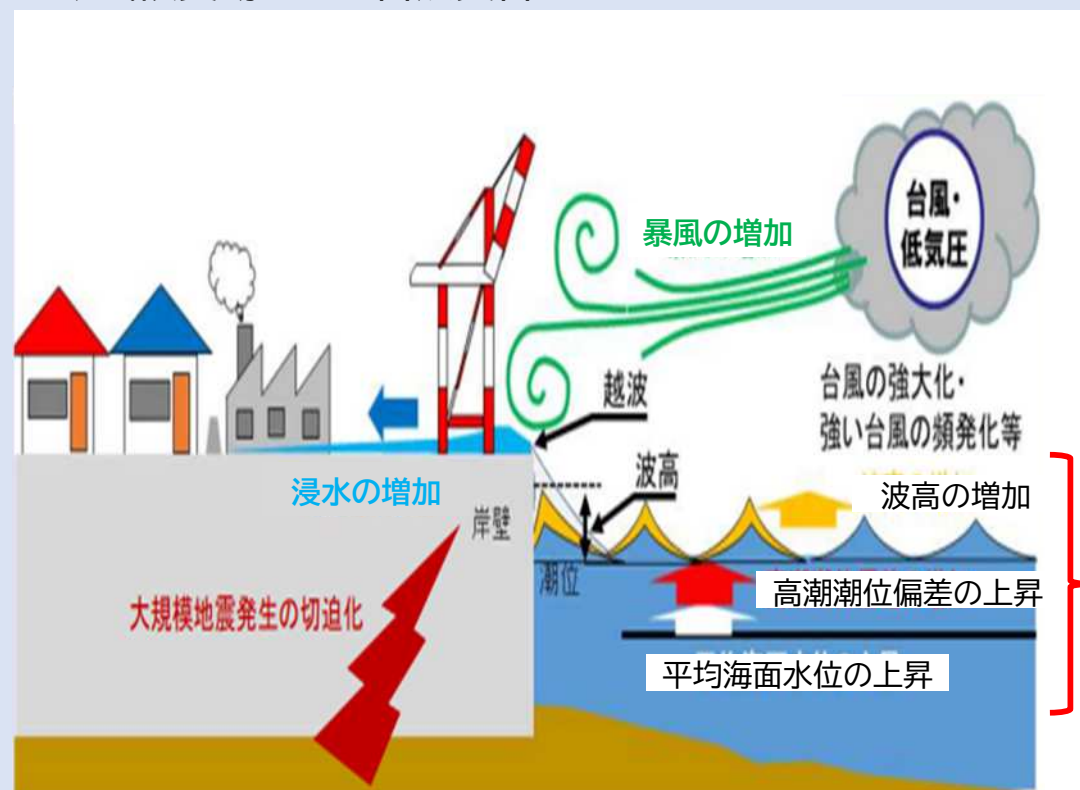 台風・
低気圧
暴風の増加
台風の強大化・
強い台風の頻発化等
越波
波高
波高の増加
浸水の増加
岸壁
潮位
高潮潮位偏差の上昇
大規模地震発生の切迫化
平均海面水位の上昇